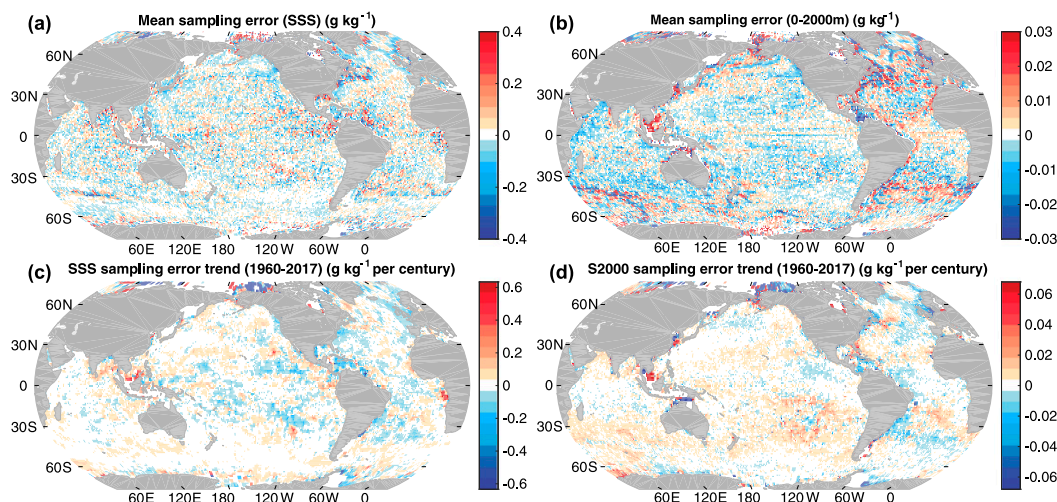 (a) Mean sampling error (SSS) (g kg⁻¹)
60N
30N
0
30S
60S
60E 120E 180 120W 60W 0
0.4
0.2
0
-0.2
-0.4
(b) Mean sampling error (0-2000m) (g kg⁻¹)
60N
30N
0
30S
60S
60E 120E 180 120W 60W 0
0.03
0.02
0.01
0
-0.01
-0.02
-0.03
(c) SSS sampling error trend (1960-2017) (g kg⁻¹ per century)
60N
30N
0
30S
60S
60E 120E 180 120W 60W 0
0.6
0.4
0.2
0
-0.2
-0.4
-0.6
(d) S2000 sampling error trend (1960-2017) (g kg⁻¹ per century)
60N
30N
0
30S
60S
60E 120E 180 120W 60W 0
0.06
0.04
0.02
0
-0.02
-0.04
-0.06